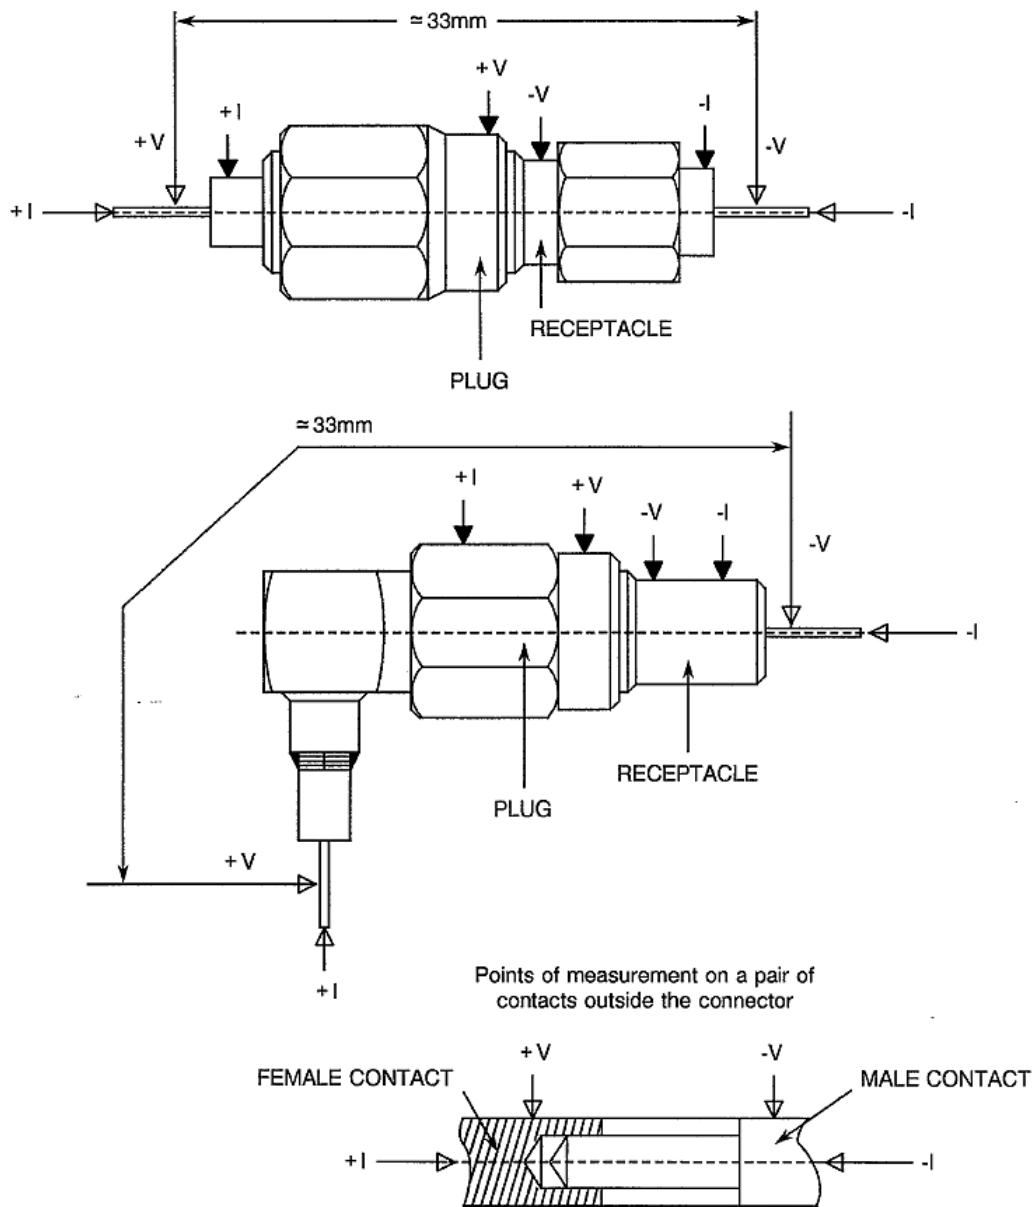 ≃ 33mm
+V
-V
+I
-I
+V
-V
+I
-I
RECEPTACLE
PLUG
≃ 33mm
+I
+V
-V
-I
-V
-I
RECEPTACLE
PLUG
+V
+I
Points of measurement on a pair of
contacts outside the connector
+V
-V
FEMALE CONTACT
MALE CONTACT
+I
-I